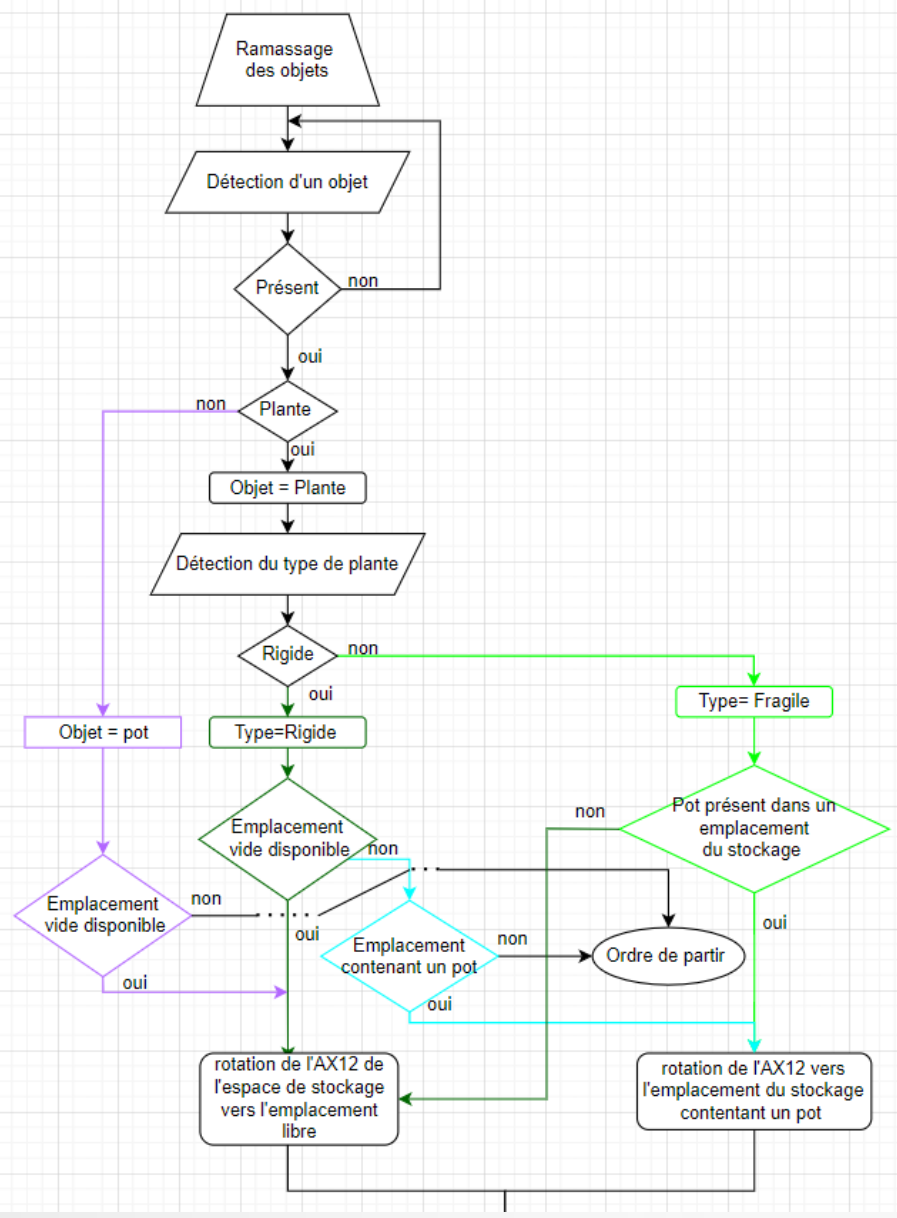 Ramassage
des objets
Détection d'un objet
Présent
non
oui
non
Plante
oui
Objet = Plante
Détection du type de plante
Rigide
non
oui
Type= Fragile
Objet = pot
Type=Rigide
Pot présent dans un
emplacement
du stockage
non
Emplacement
vide disponible
non
Emplacement
vide disponible
non
oui
oui
Emplacement
contenant un pot
non
Ordre de partir
oui
oui
rotation de l'AX12 de
l'espace de stockage
vers l'emplacement
libre
rotation de l'AX12 vers
l'emplacement du stockage
contentant un pot